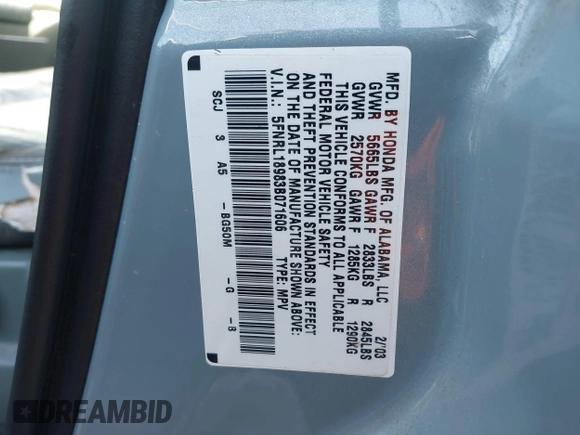 MFD. BY HONDA MFG. OF ALABAMA, LLC 2/'03
GVWR 5665LBS GAWR F 2833LBS R 2845LBS
GVWR 2570KG GAWR F 1285KG R 1290KG
THIS VEHICLE CONFORMS TO ALL APPLICABLE
FEDERAL MOTOR VEHICLE SAFETY
AND THEFT PREVENTION STANDARDS IN EFFECT
ON THE DATE OF MANUFACTURE SHOWN ABOVE:
V.I.N.: 5FNRL18983B071606 TYPE: MPV
SCJ 3 A5 -BG50M -G -B
DREAMBID